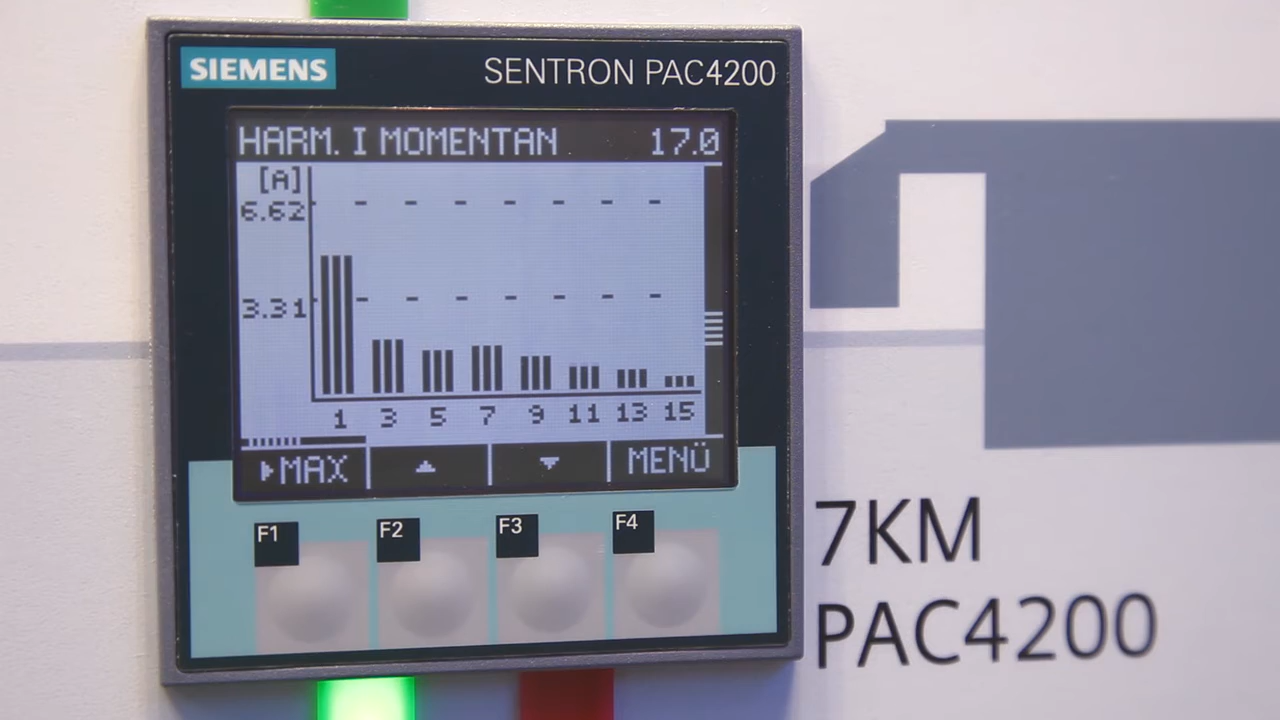 SIEMENS SENTRON PAC4200
HARM. I MOMENTAN 17.0
[A]
6.62
3.31
1 3 5 7 9 11 13 15
MAX MENÜ
F1 F2 F3 F4
7KM
PAC4200